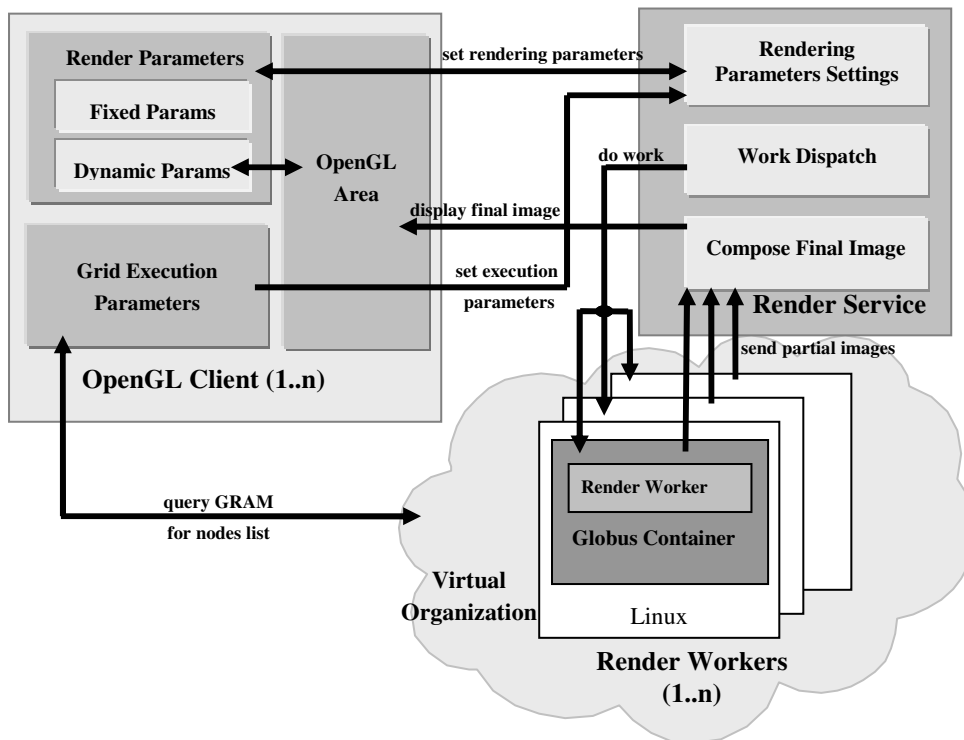 Render Parameters
Fixed Params
Dynamic Params
OpenGL
Area
Grid Execution
Parameters
OpenGL Client (1..n)
set rendering parameters
do work
display final image
set execution
parameters
Rendering
Parameters Settings
Work Dispatch
Compose Final Image
Render Service
send partial images
query GRAM
for nodes list
Render Worker
Globus Container
Linux
Virtual
Organization
Render Workers
(1..n)